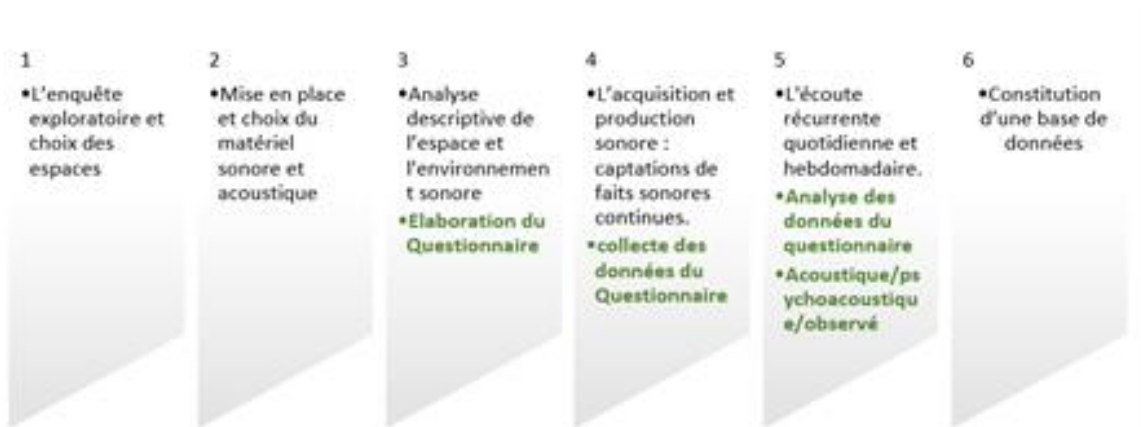 1
•L'enquête
exploratoire et
choix des
espaces
2
•Mise en place
et choix du
matériel
sonore et
acoustique
3
•Analyse
descriptive de
l'espace et
l'environnemen
t sonore
•Elaboration du
Questionnaire
4
•L'acquisition et
production
sonore :
captations de
faits sonores
continues.
•collecte des
données du
Questionnaire
5
•L'écoute
récurrente
quotidienne et
hebdomadaire.
•Analyse des
données du
questionnaire
•Acoustique/ps
ychoacoustiqu
e/observé
6
•Constitution
d'une base de
données